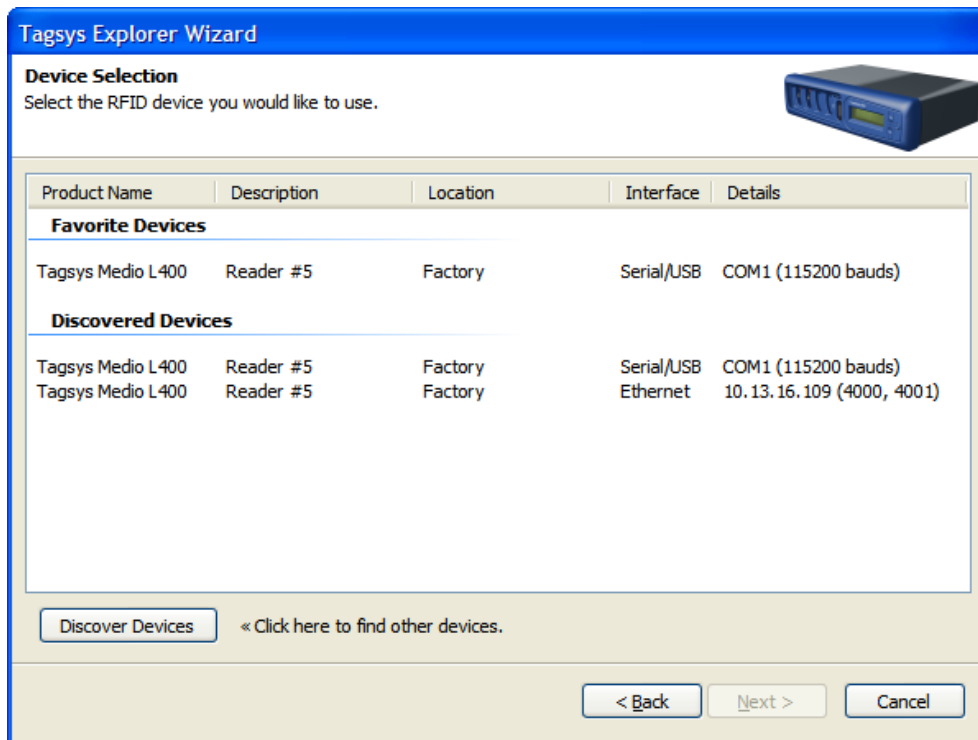 Tagsys Explorer Wizard
Device Selection
Select the RFID device you would like to use.
Product Name Description Location Interface Details
Favorite Devices
Tagsys Medio L400 Reader #5 Factory Serial/USB COM1 (115200 bauds)
Discovered Devices
Tagsys Medio L400 Reader #5 Factory Serial/USB COM1 (115200 bauds)
Tagsys Medio L400 Reader #5 Factory Ethernet 10.13.16.109 (4000, 4001)
Discover Devices « Click here to find other devices.
< Back Next > Cancel